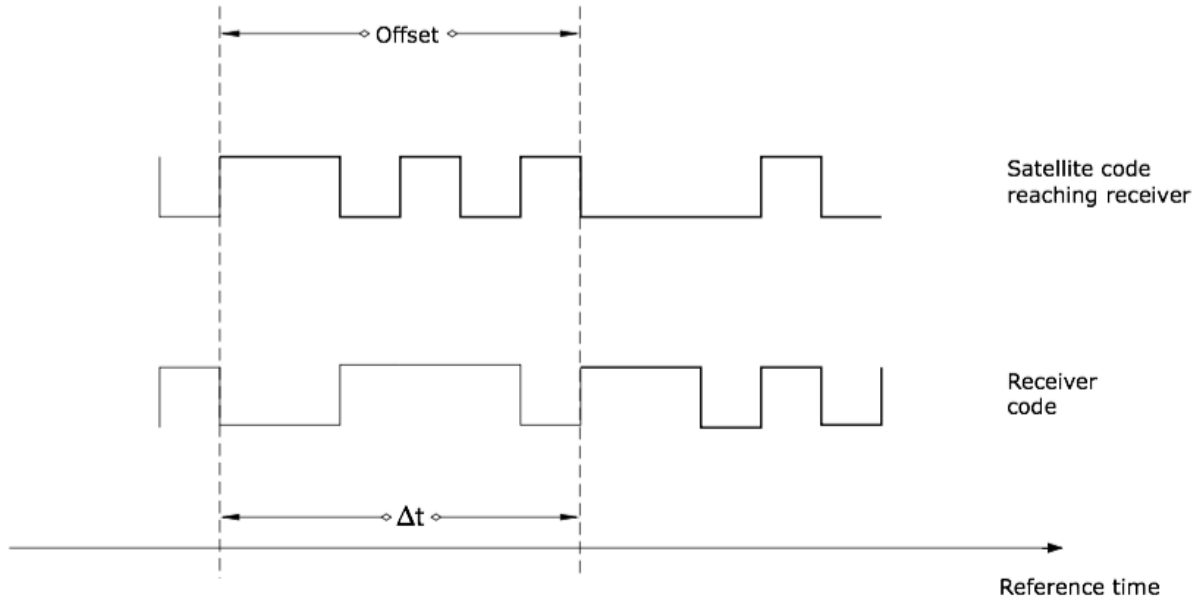 Offset
Satellite code
reaching receiver
Receiver
code
Δt
Reference time